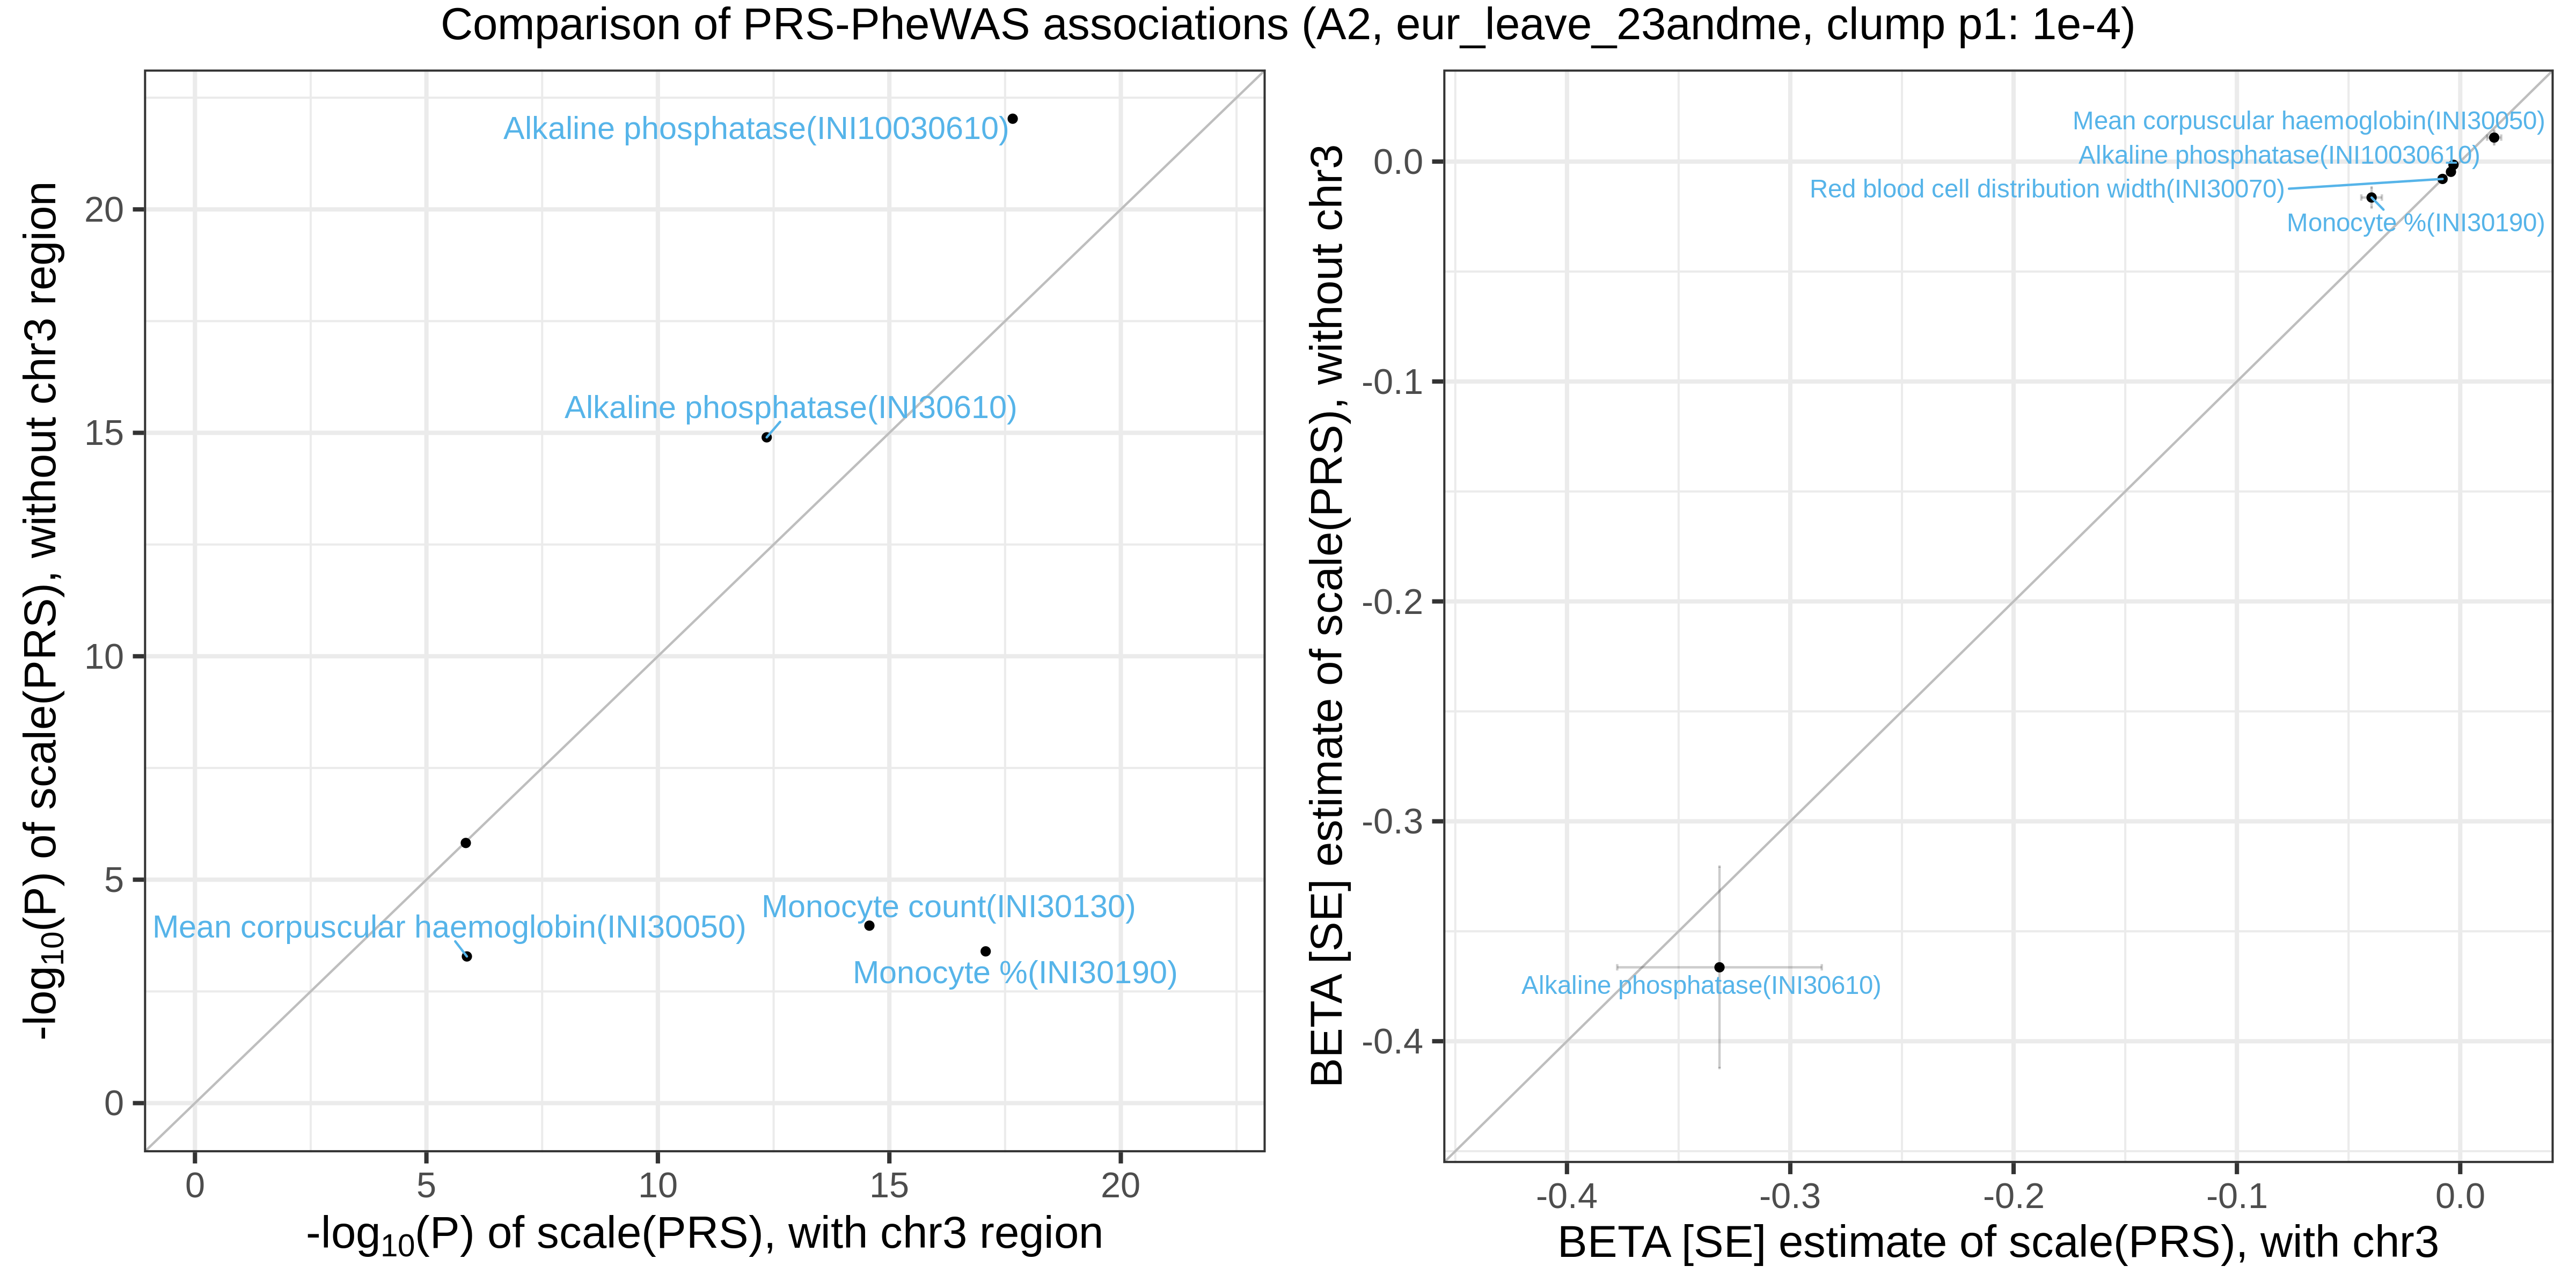 Comparison of PRS-PheWAS associations (A2, eur_leave_23andme, clump p1: 1e-4)
-log10(P) of scale(PRS), without chr3 region
20
15
10
5
0
Alkaline phosphatase(INI10030610)
Alkaline phosphatase(INI30610)
Monocyte count(INI30130)
Mean corpuscular haemoglobin(INI30050)
Monocyte %(INI30190)
0 5 10 15 20
-log10(P) of scale(PRS), with chr3 region
BETA [SE] estimate of scale(PRS), without chr3
0.0
-0.1
-0.2
-0.3
-0.4
Mean corpuscular haemoglobin(INI30050)
Alkaline phosphatase(INI10030610)
Red blood cell distribution width(INI30070)
Monocyte %(INI30190)
Alkaline phosphatase(INI30610)
-0.4 -0.3 -0.2 -0.1 0.0
BETA [SE] estimate of scale(PRS), with chr3